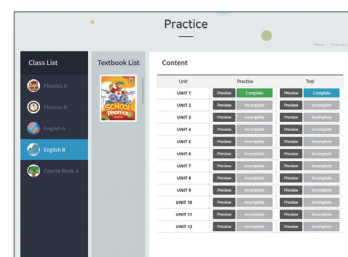 Practice
Class List
Textbook List
Content
Phonics A
Phonics B
English A
English B
Course Book A
SCHOOL
Phonics
Unit Practice Test
UNIT 1 Preview Complete Preview Complete
UNIT 2 Preview Incomplete Preview Incomplete
UNIT 3 Preview Incomplete Preview Incomplete
UNIT 4 Preview Incomplete Preview Incomplete
UNIT 5 Preview Incomplete Preview Incomplete
UNIT 6 Preview Incomplete Preview Incomplete
UNIT 7 Preview Incomplete Preview Incomplete
UNIT 8 Preview Incomplete Preview Incomplete
UNIT 9 Preview Incomplete Preview Incomplete
UNIT 10 Preview Incomplete Preview Incomplete
UNIT 11 Preview Incomplete Preview Incomplete
UNIT 12 Preview Incomplete Preview Incomplete